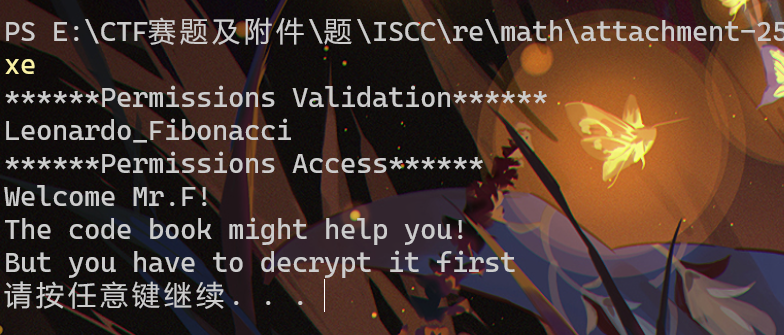 PS E:\CTF赛题及附件\题\ISCC\re\math\attachment-25
xe
******Permissions Validation******
Leonardo_Fibonacci
******Permissions Access******
Welcome Mr.F!
The code book might help you!
But you have to decrypt it first
请按任意键继续. . .